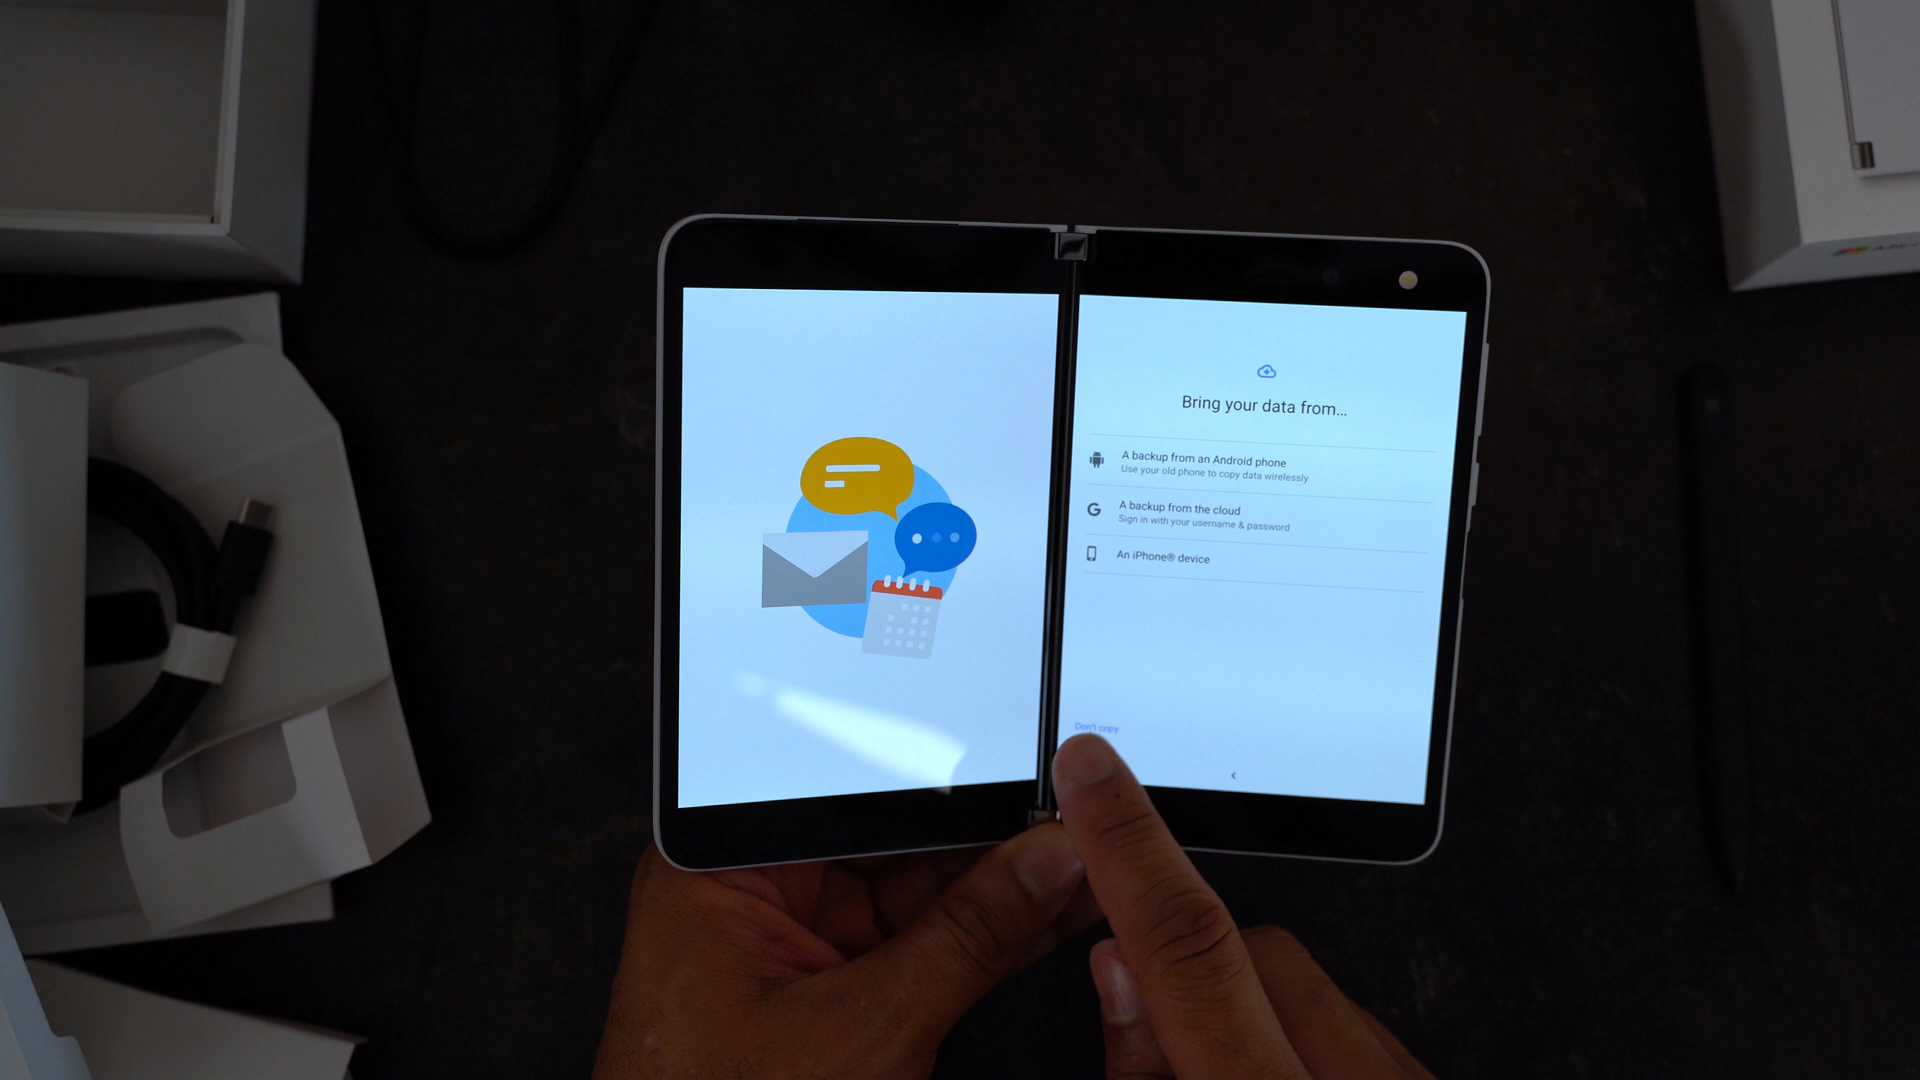 Bring your data from...
A backup from an Android phone
Use your old phone to copy data wirelessly
A backup from the cloud
Sign in with your username & password
An iPhone® device
Don't copy